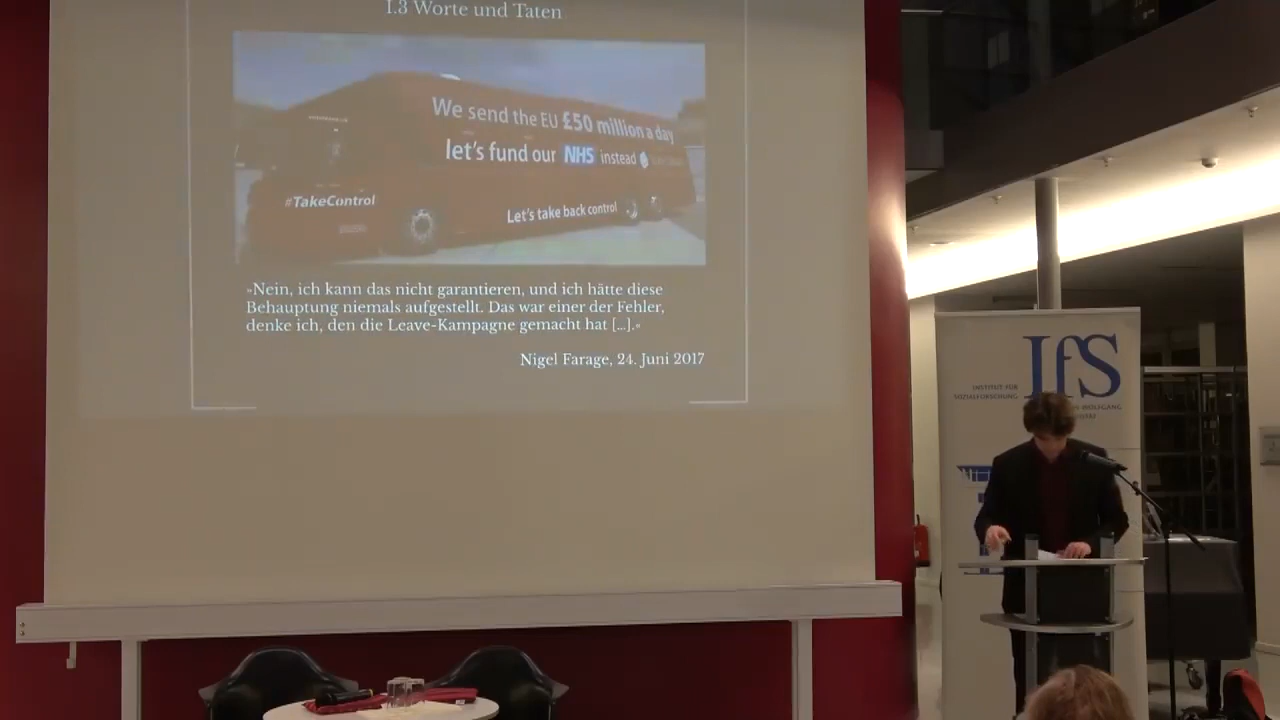 I.3 Worte und Taten
We send the EU £50 million a day
let's fund our NHS instead
#TakeControl
Let's take back control
»Nein, ich kann das nicht garantieren, und ich hätte diese
Behauptung niemals aufgestellt. Das war einer der Fehler,
denke ich, den die Leave-Kampagne gemacht hat [...].«
Nigel Farage, 24. Juni 2017
IfS
INSTITUT FÜR
SOZIALFORSCHUNG
WOLFGANG